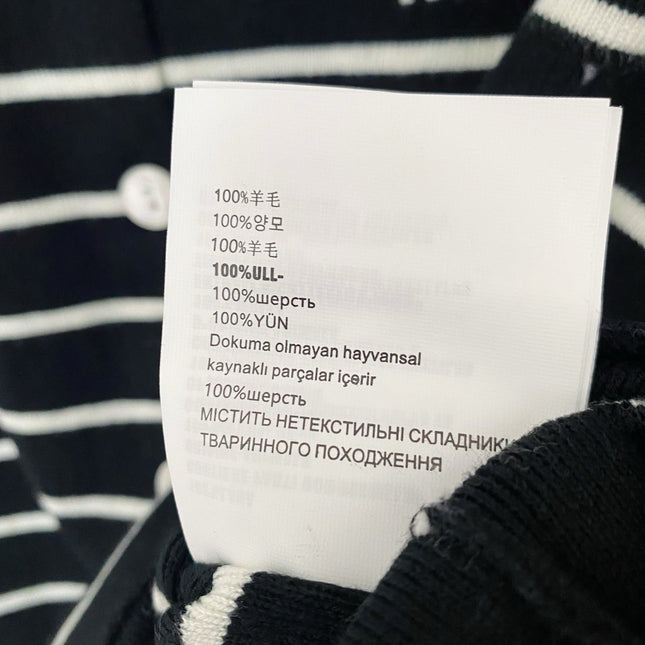 100%羊毛
100%양모
100%羊毛
100%ULL-
100%шерсть
100%YÜN
Dokuma olmayan hayvansal
kaynaklı parçalar içerir
100%шерсть
МІСТИТЬ НЕТЕКСТИЛЬНІ СКЛАДНИКИ
ТВАРИННОГО ПОХОДЖЕННЯ